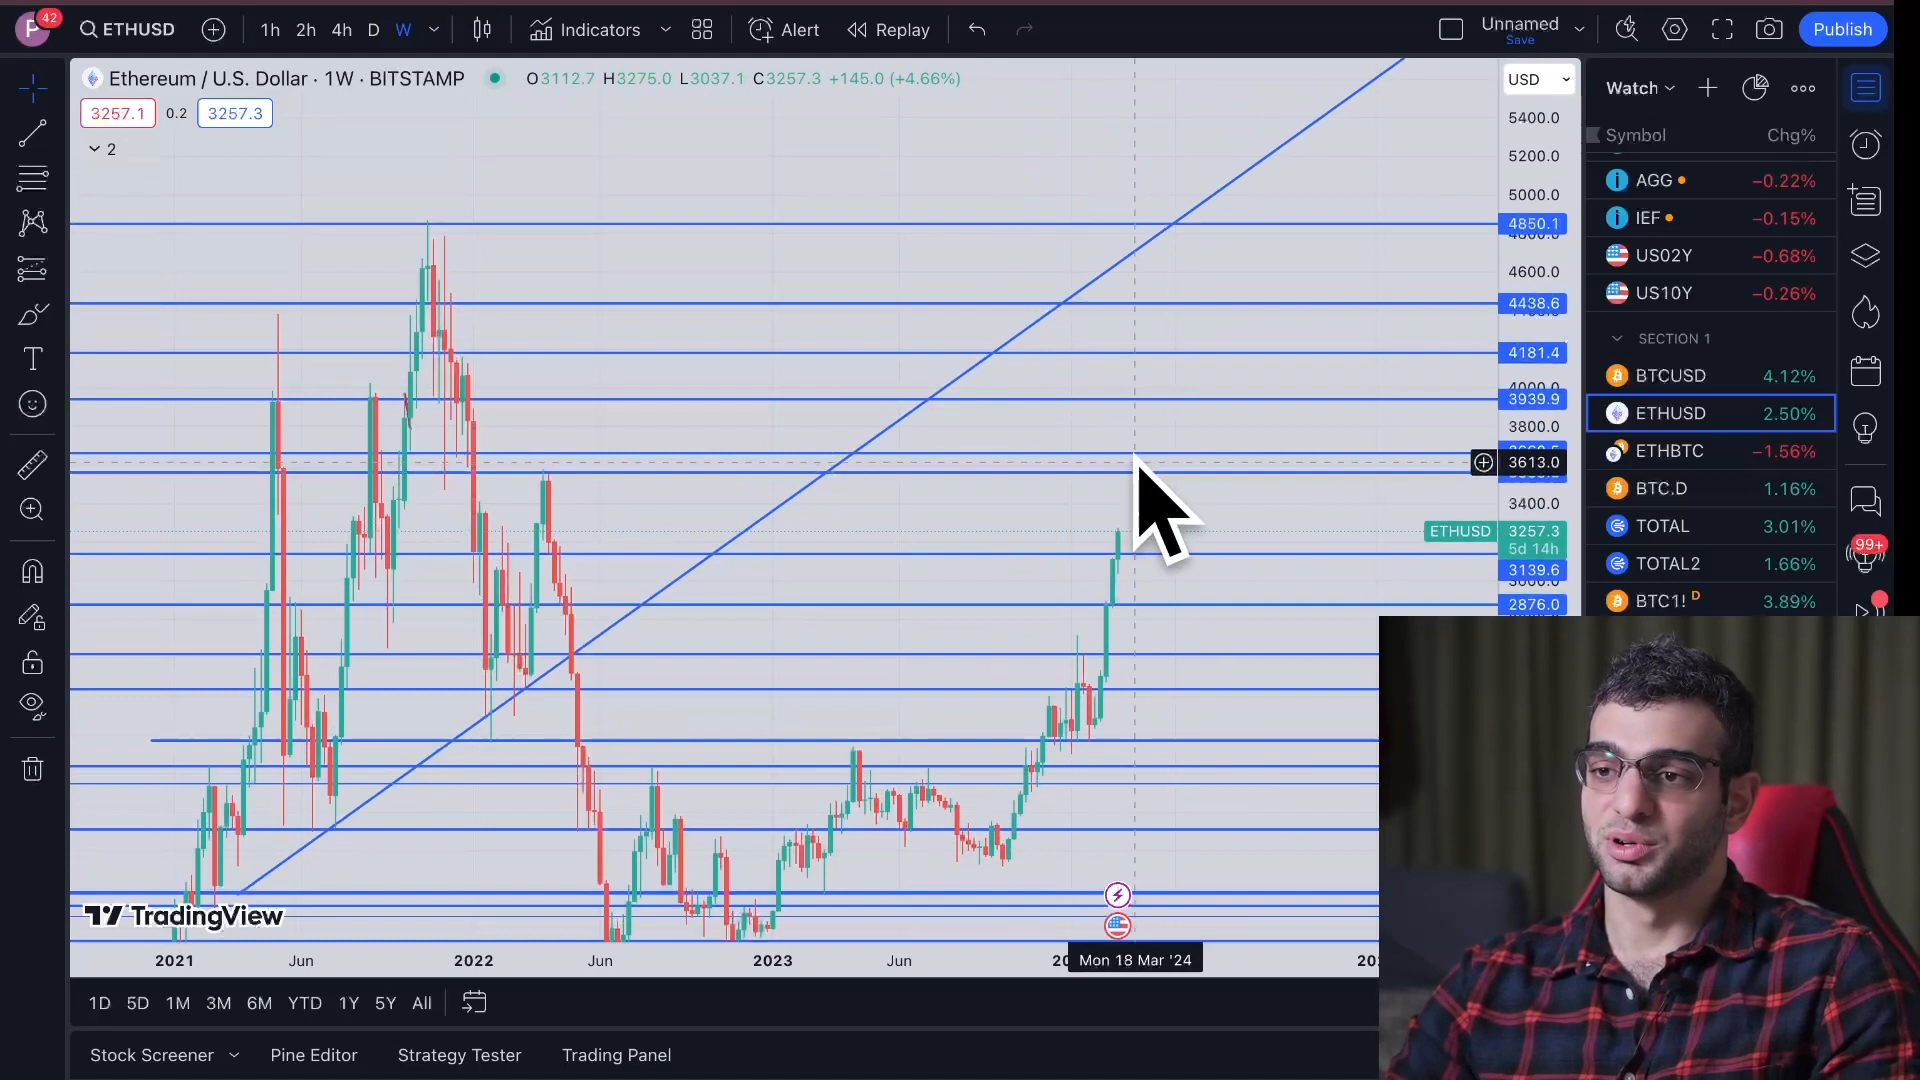 P
42
ETHUSD
1h 2h 4h D W
Indicators
Alert
Replay
Unnamed
Save
Publish
Ethereum / U.S. Dollar · 1W · BITSTAMP
O3112.7 H3275.0 L3037.1 C3257.3 +145.0 (+4.66%)
3257.1 0.2 3257.3
2
USD
5400.0
5200.0
5000.0
4850.1
4600.0
4438.6
4181.4
4000.0
3939.9
3800.0
3613.0
3400.0
ETHUSD 3257.3
5d 14h
3139.6
2876.0
Watch
Symbol Chg%
AGG −0.22%
IEF −0.15%
US02Y −0.68%
US10Y −0.26%
SECTION 1
BTCUSD 4.12%
ETHUSD 2.50%
ETHBTC −1.56%
BTC.D 1.16%
TOTAL 3.01%
TOTAL2 1.66%
BTC1! D 3.89%
99+
TradingView
2021 Jun 2022 Jun 2023 Jun Mon 18 Mar '24
1D 5D 1M 3M 6M YTD 1Y 5Y All
Stock Screener Pine Editor Strategy Tester Trading Panel